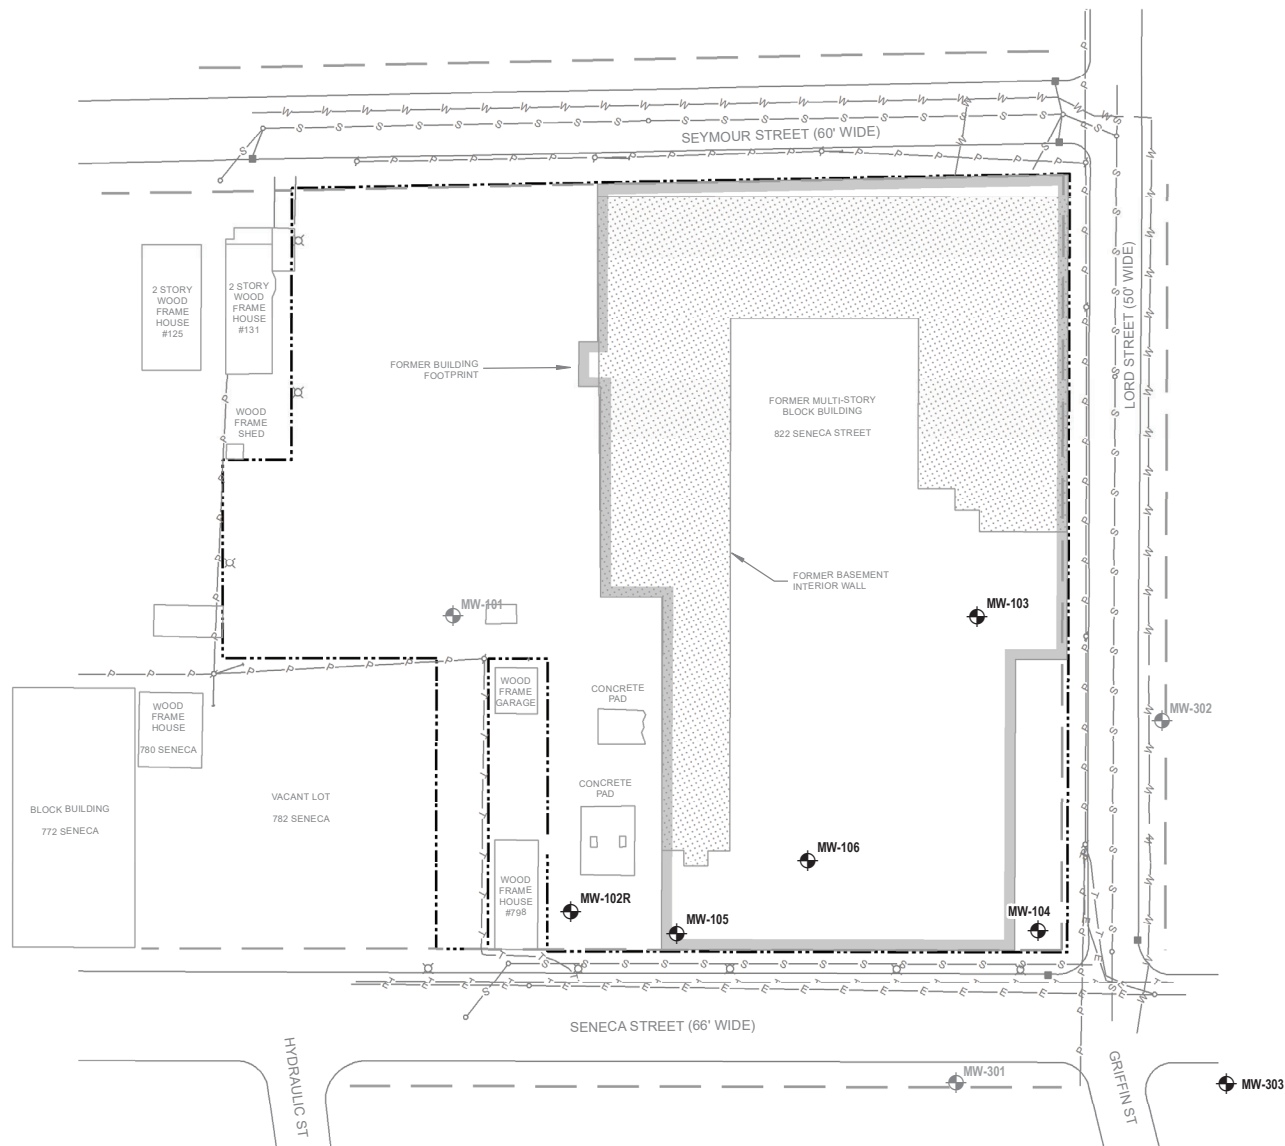 SEYMOUR STREET (60' WIDE)
LORD STREET (50' WIDE)
2 STORY
WOOD
FRAME
HOUSE
#125
2 STORY
WOOD
FRAME
HOUSE
#131
WOOD
FRAME
SHED
FORMER BUILDING
FOOTPRINT
FORMER MULTI-STORY
BLOCK BUILDING
822 SENECA STREET
FORMER BASEMENT
INTERIOR WALL
MW-101
MW-103
MW-302
WOOD
FRAME
GARAGE
CONCRETE
PAD
WOOD
FRAME
HOUSE
780 SENECA
BLOCK BUILDING
772 SENECA
VACANT LOT
782 SENECA
CONCRETE
PAD
MW-106
WOOD
FRAME
HOUSE
#798
MW-102R
MW-105
MW-104
SENECA STREET (66' WIDE)
HYDRAULIC ST
GRIFFIN ST
MW-301
MW-303